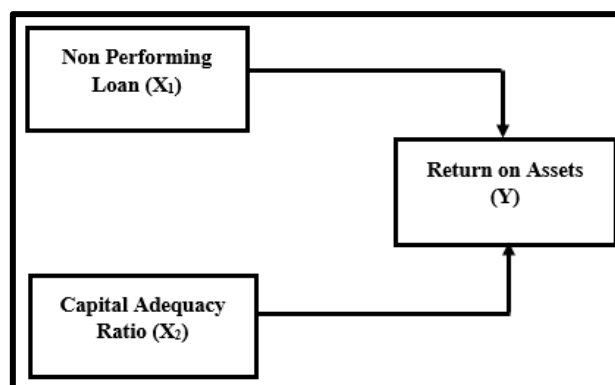 Non Performing
Loan (X₁)
Return on Assets
(Y)
Capital Adequacy
Ratio (X₂)